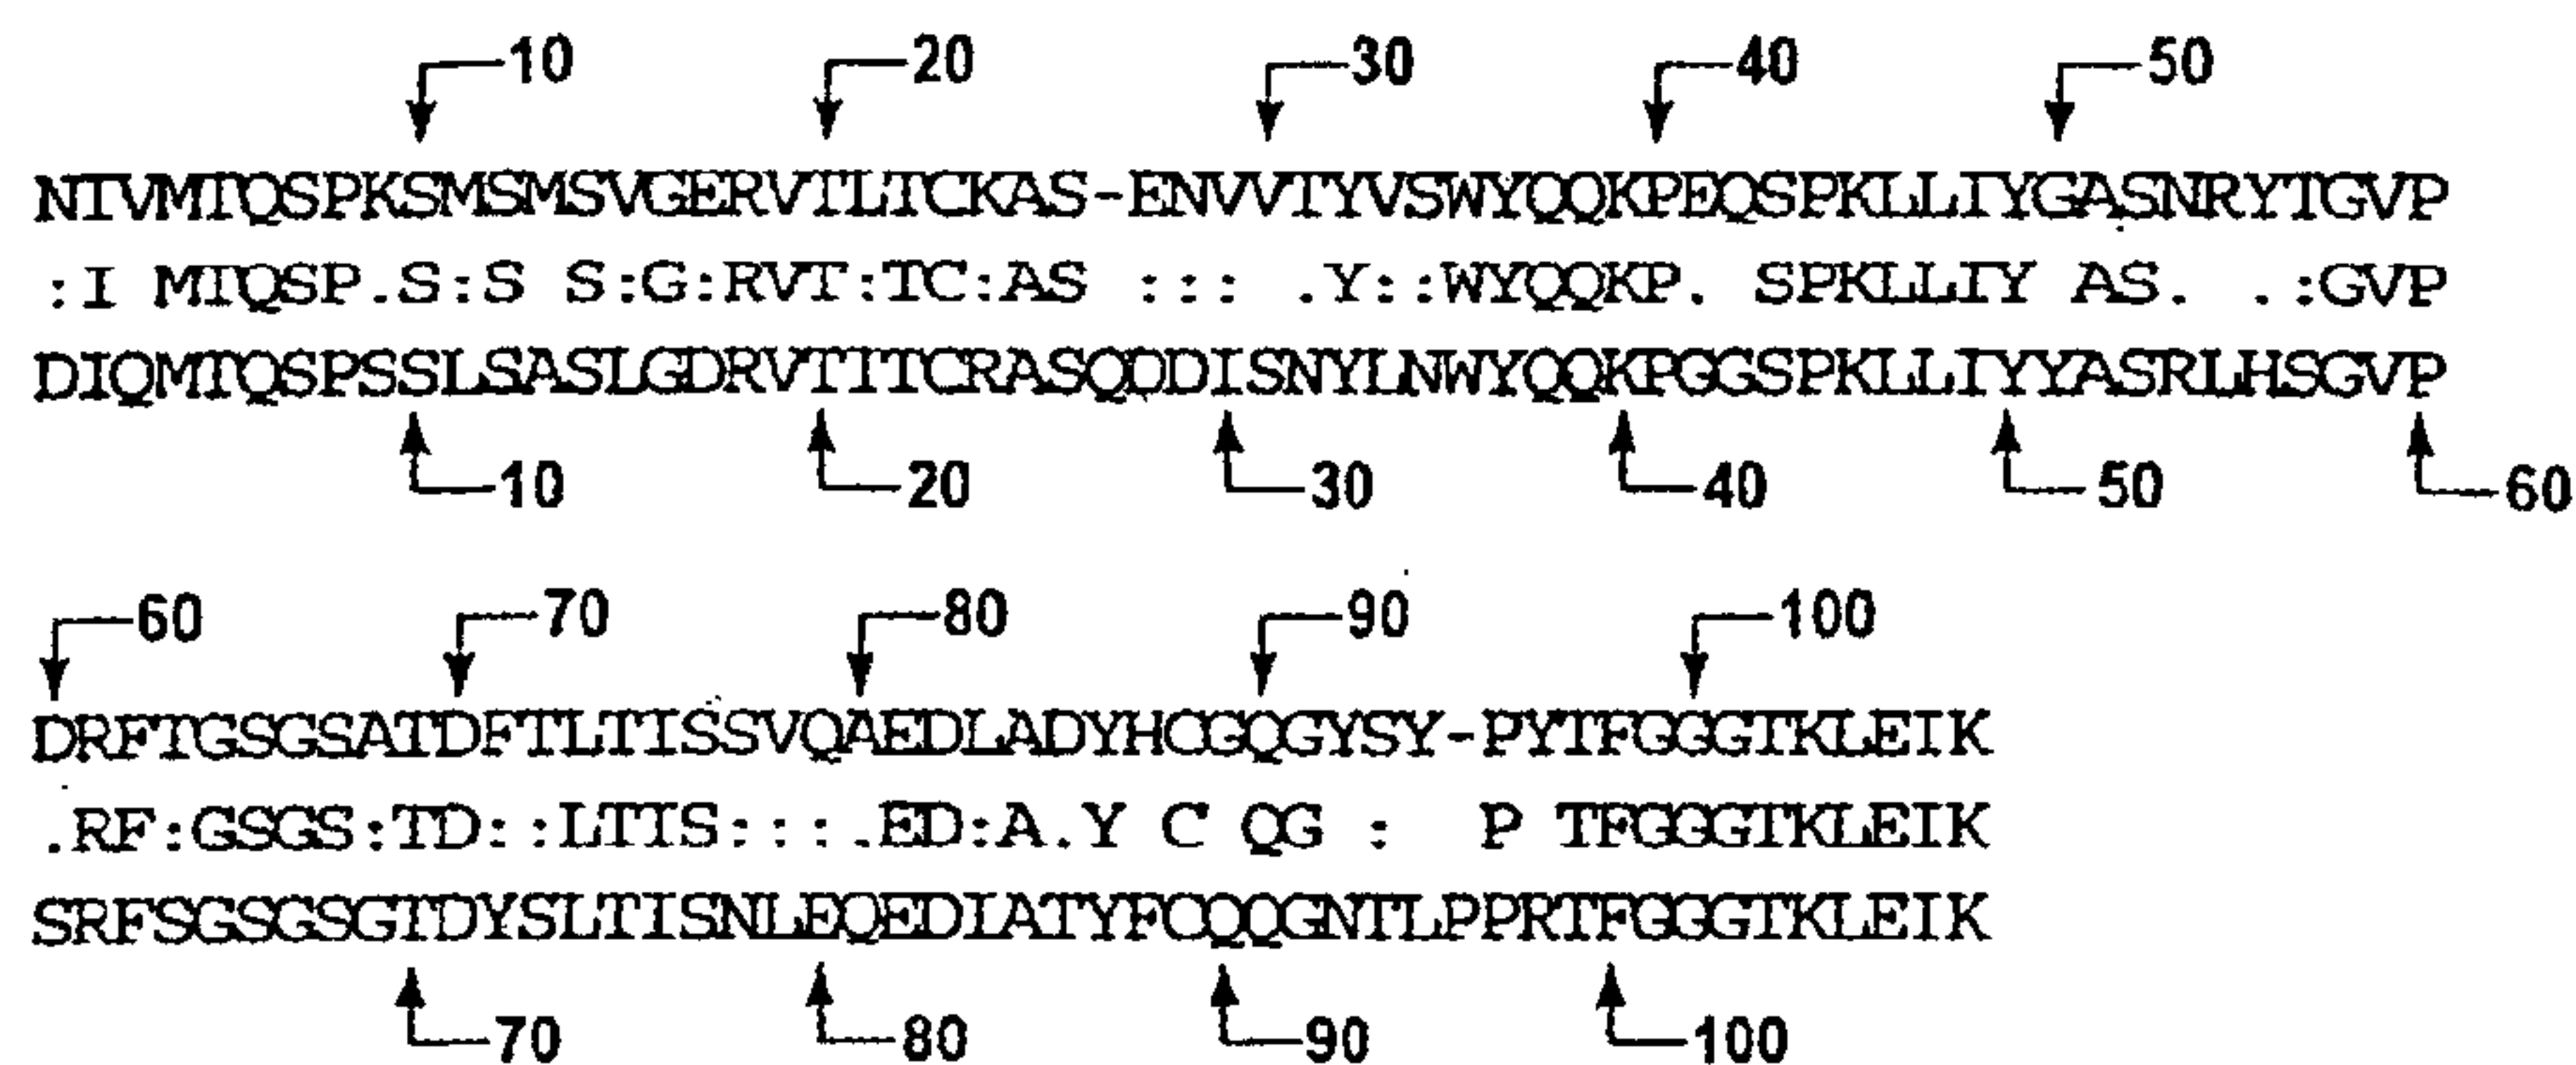 10 20 30 40 50
NTVMTQSPKSMSMSVGERVTLTCKAS-ENVVTYVSWYQQKPEQSPKLLIYGASNRYTGVP
:I MTQSP.S:S S:G:RVT:TC:AS ::: .Y::WYQQKP. SPKLLIY AS. .:GVP
DIQMTQSPSSLSASLGDRVTITCRASQDDISNYLNWYQQKPGGSPKLLIYYASRLHSGVP
10 20 30 40 50 60
60 70 80 90 100
DRFTGSGSATDFTLTISSVQAEDLADYHCGQGYSY-PYTFGGGTKLEIK
.RF:GSGS:TD::LTIS:::.ED:A.Y C QG : P TFGGGTKLEIK
SRFSGSGSGTDYSLTISNLEQEDIATYFCQQGNTLPPRTFGGGTKLEIK
70 80 90 100